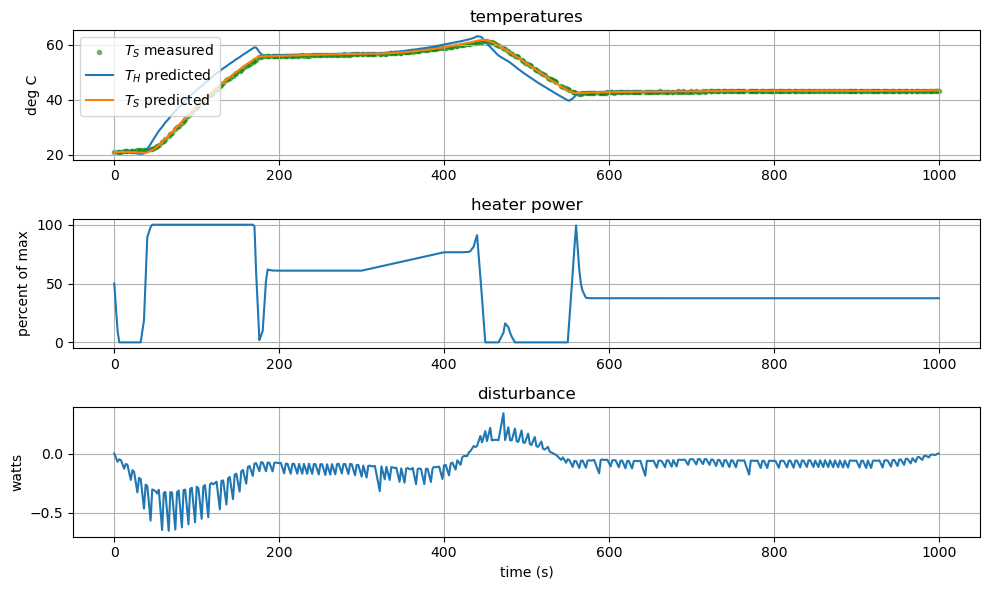 temperatures
deg C
60
40
20
T_S measured
T_H predicted
T_S predicted
0 200 400 600 800 1000
heater power
percent of max
100
50
0
0 200 400 600 800 1000
disturbance
watts
0.0
−0.5
0 200 400 600 800 1000
time (s)